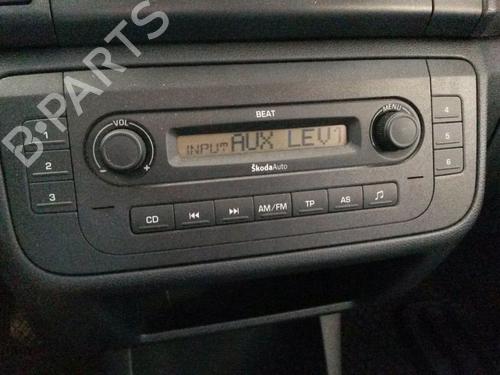 B-PARTS
BEAT
VOL
MENU
1
2
3
INPUT AUX LEV1
4
5
6
- +
ŠkodaAuto
CD
AM/FM
TP
AS